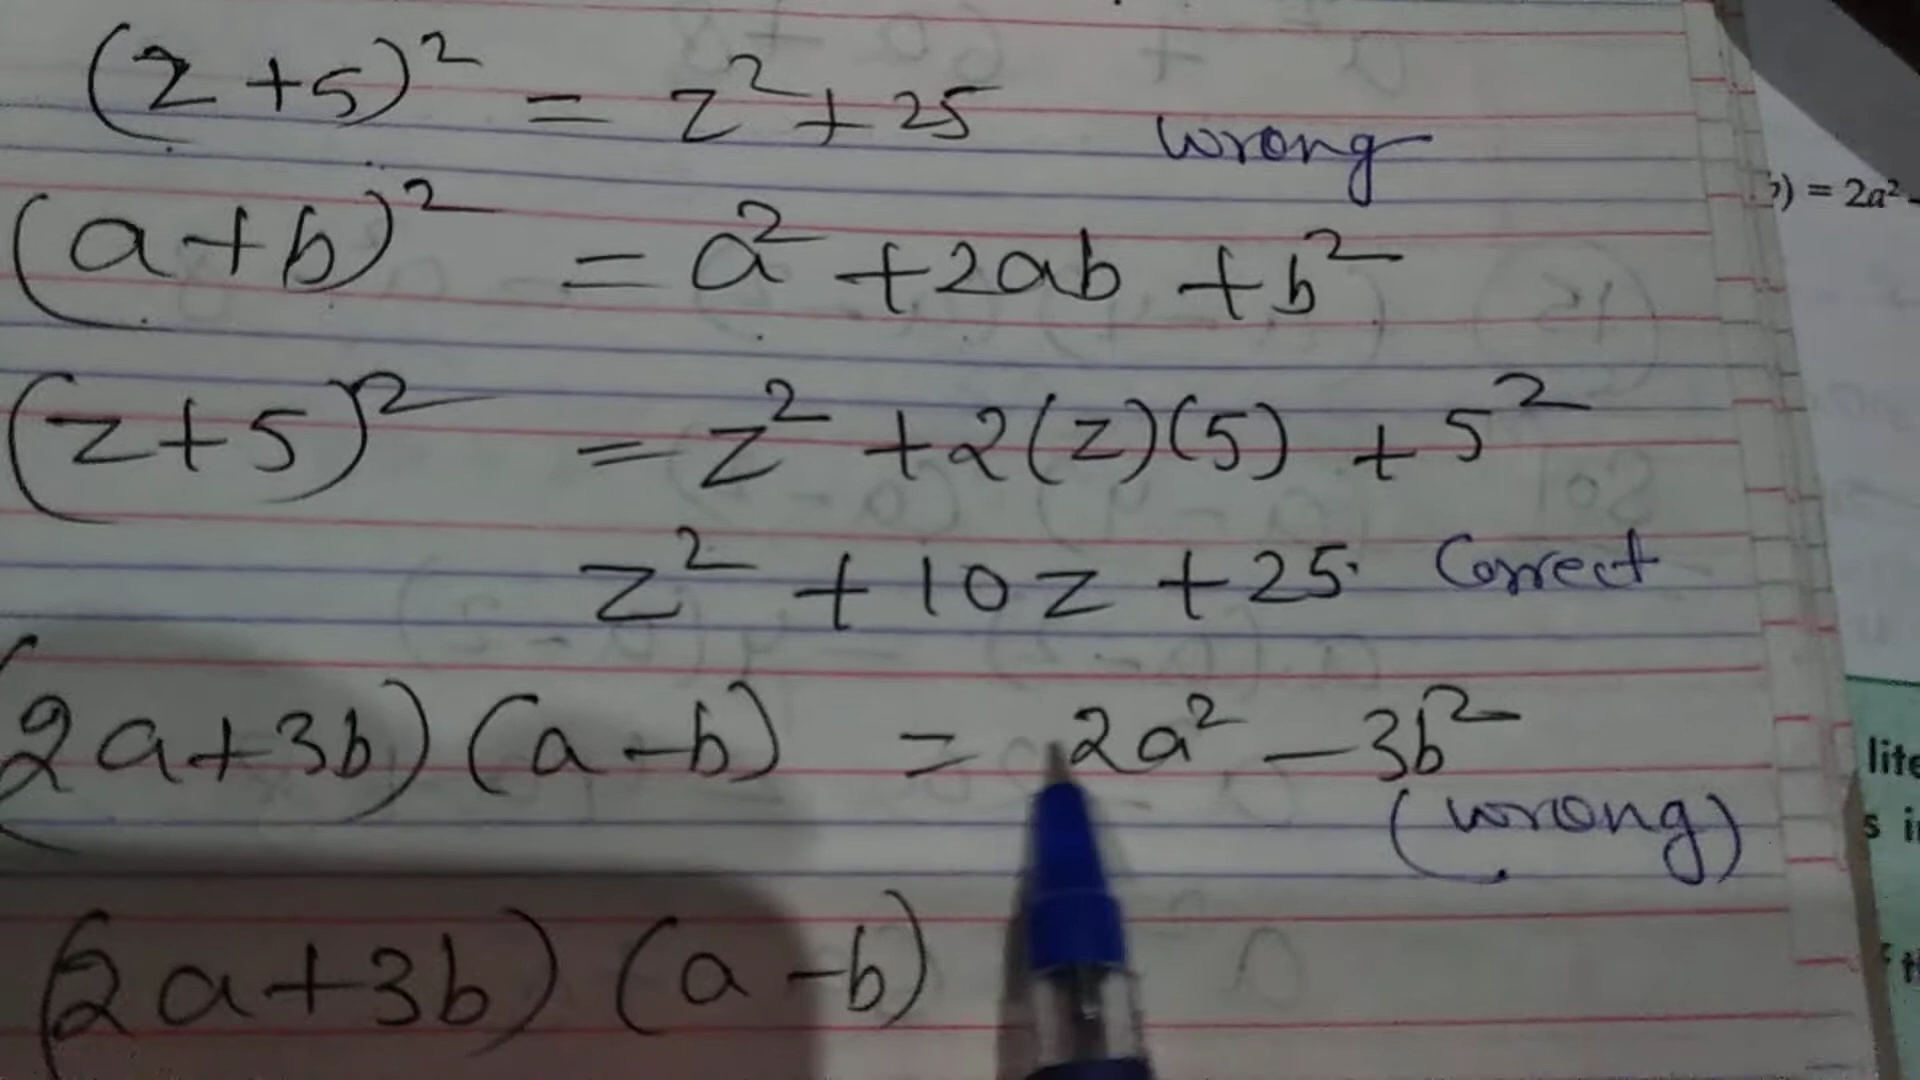 (z+5)² = z²+25 wrong
(a+b)² = a² +2ab +b²
(z+5)² = z² +2(z)(5) +5²
z² +10z +25. Correct
(2a+3b) (a-b) = 2a² -3b²
(wrong)
(2a+3b) (a-b)
) = 2a² -